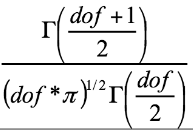 Γ(dof + 1 / 2)
(dof * π)^1/2 Γ(dof / 2)